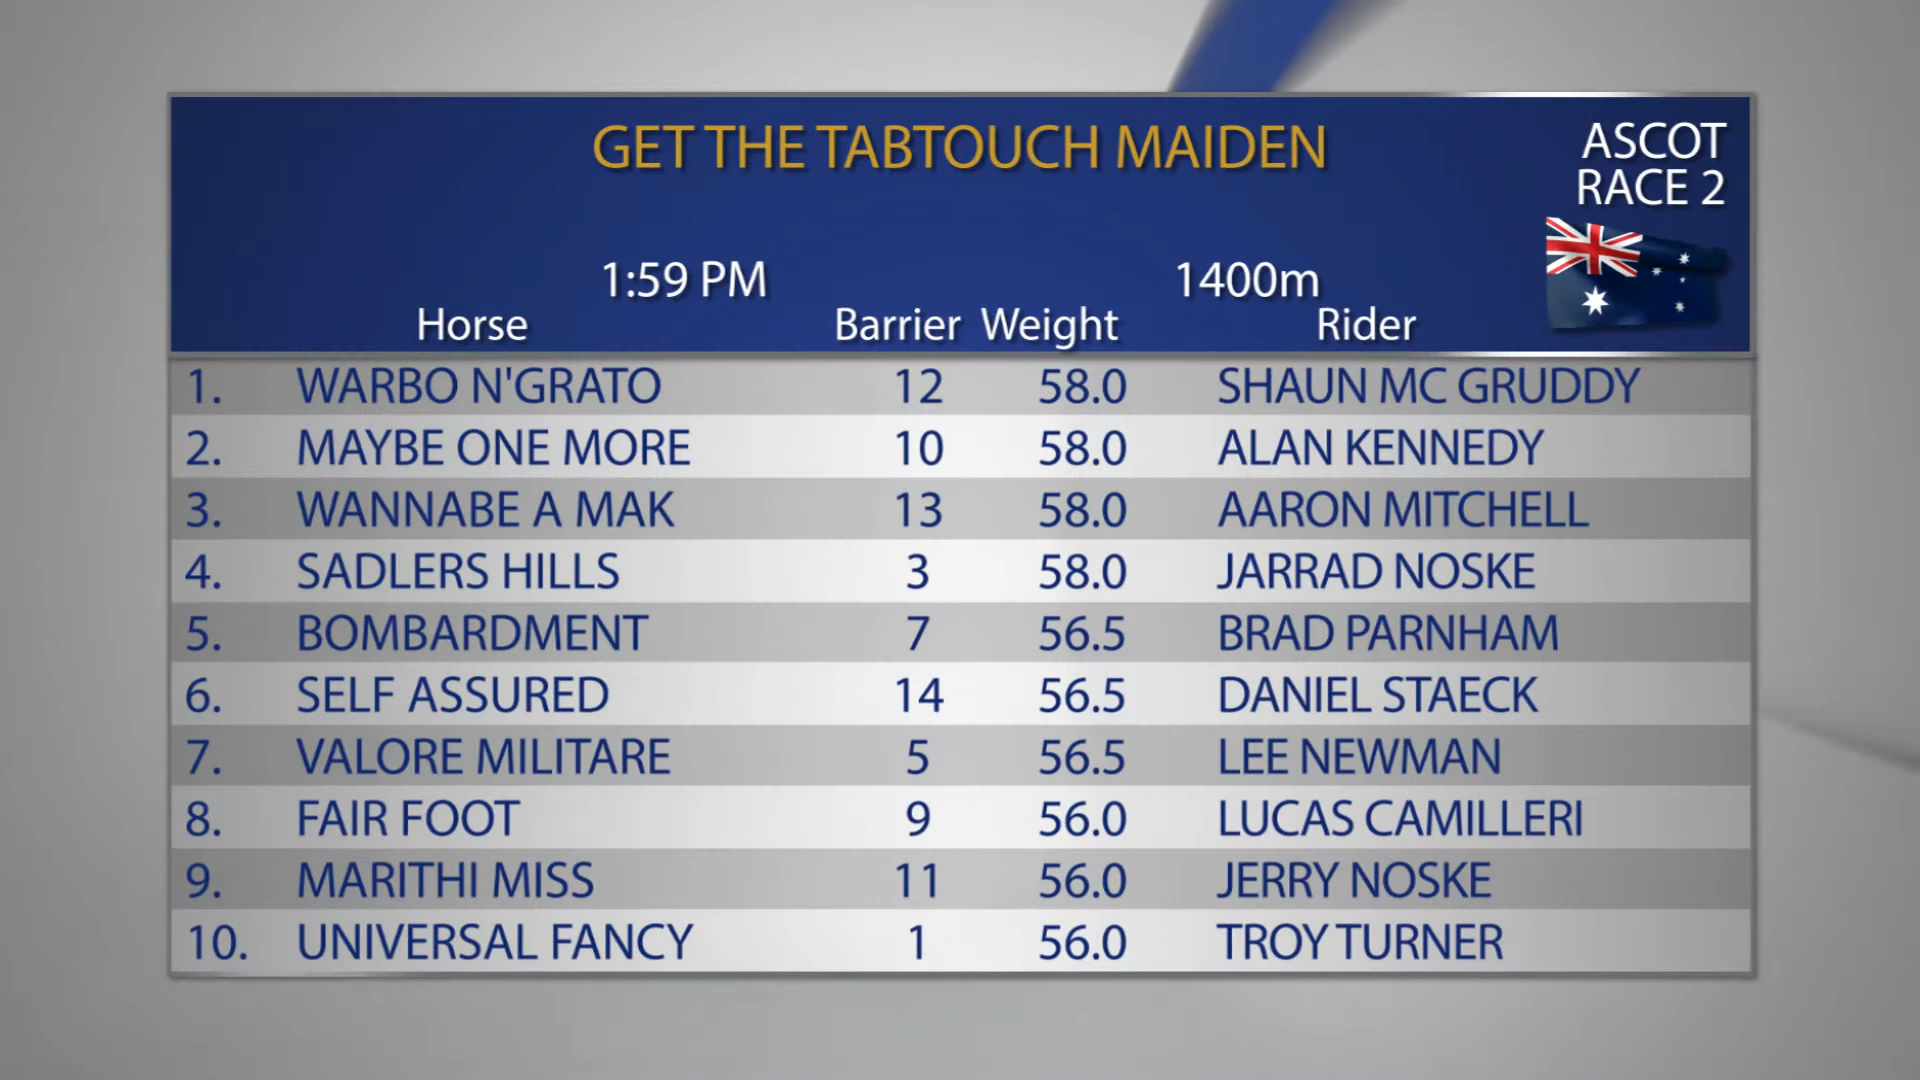 GET THE TABTOUCH MAIDEN
ASCOT
RACE 2
1:59 PM 1400m
Horse Barrier Weight Rider
1. WARBO N'GRATO 12 58.0 SHAUN MC GRUDDY
2. MAYBE ONE MORE 10 58.0 ALAN KENNEDY
3. WANNABE A MAK 13 58.0 AARON MITCHELL
4. SADLERS HILLS 3 58.0 JARRAD NOSKE
5. BOMBARDMENT 7 56.5 BRAD PARNHAM
6. SELF ASSURED 14 56.5 DANIEL STAECK
7. VALORE MILITARE 5 56.5 LEE NEWMAN
8. FAIR FOOT 9 56.0 LUCAS CAMILLERI
9. MARITHI MISS 11 56.0 JERRY NOSKE
10. UNIVERSAL FANCY 1 56.0 TROY TURNER